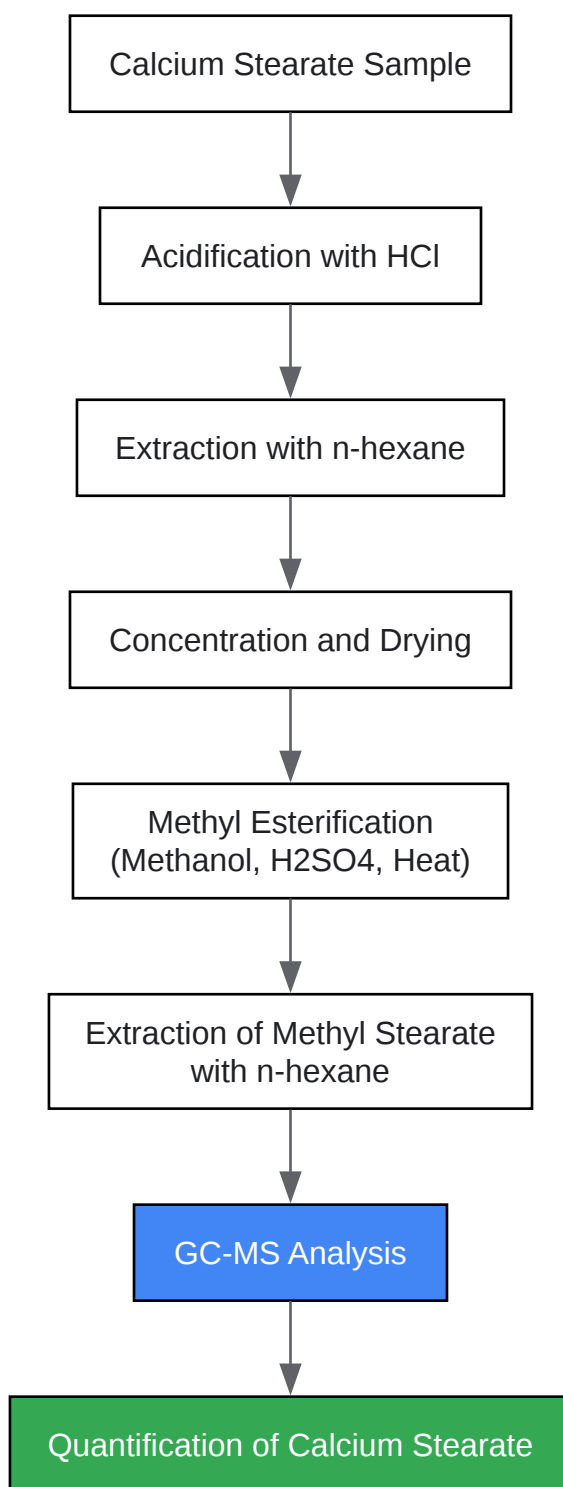 Calcium Stearate Sample
Acidification with HCl
Extraction with n-hexane
Concentration and Drying
Methyl Esterification
(Methanol, H2SO4, Heat)
Extraction of Methyl Stearate
with n-hexane
GC-MS Analysis
Quantification of Calcium Stearate